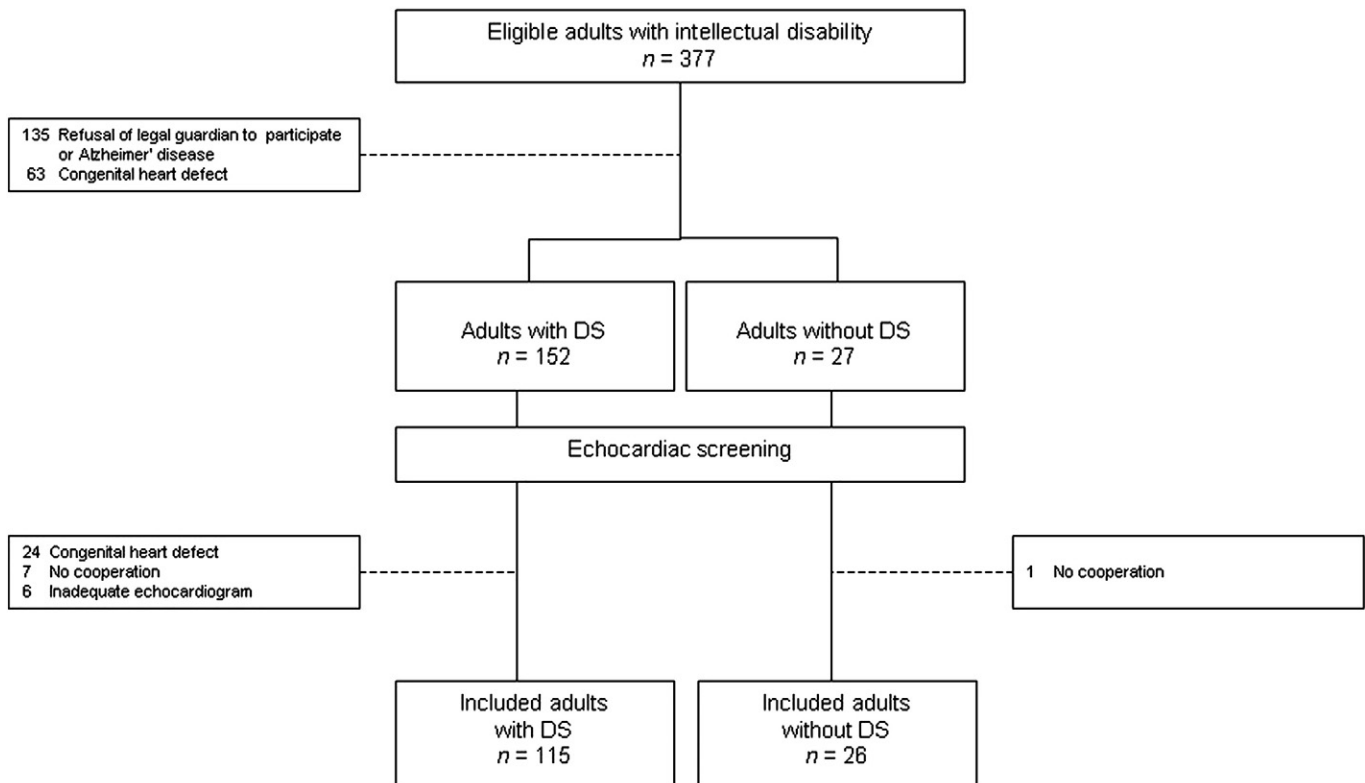 Eligible adults with intellectual disability
n = 377
135 Refusal of legal guardian to participate
or Alzheimer' disease
63 Congenital heart defect
Adults with DS
n = 152
Adults without DS
n = 27
Echocardiac screening
24 Congenital heart defect
7 No cooperation
6 Inadequate echocardiogram
1 No cooperation
Included adults
with DS
n = 115
Included adults
without DS
n = 26